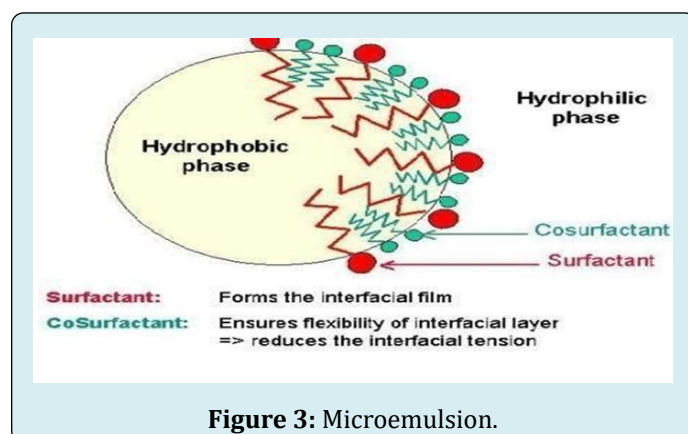 Hydrophobic
phase
Hydrophilic
phase
Cosurfactant
Surfactant
Surfactant: Forms the interfacial film
CoSurfactant: Ensures flexibility of interfacial layer
=> reduces the interfacial tension
Figure 3: Microemulsion.